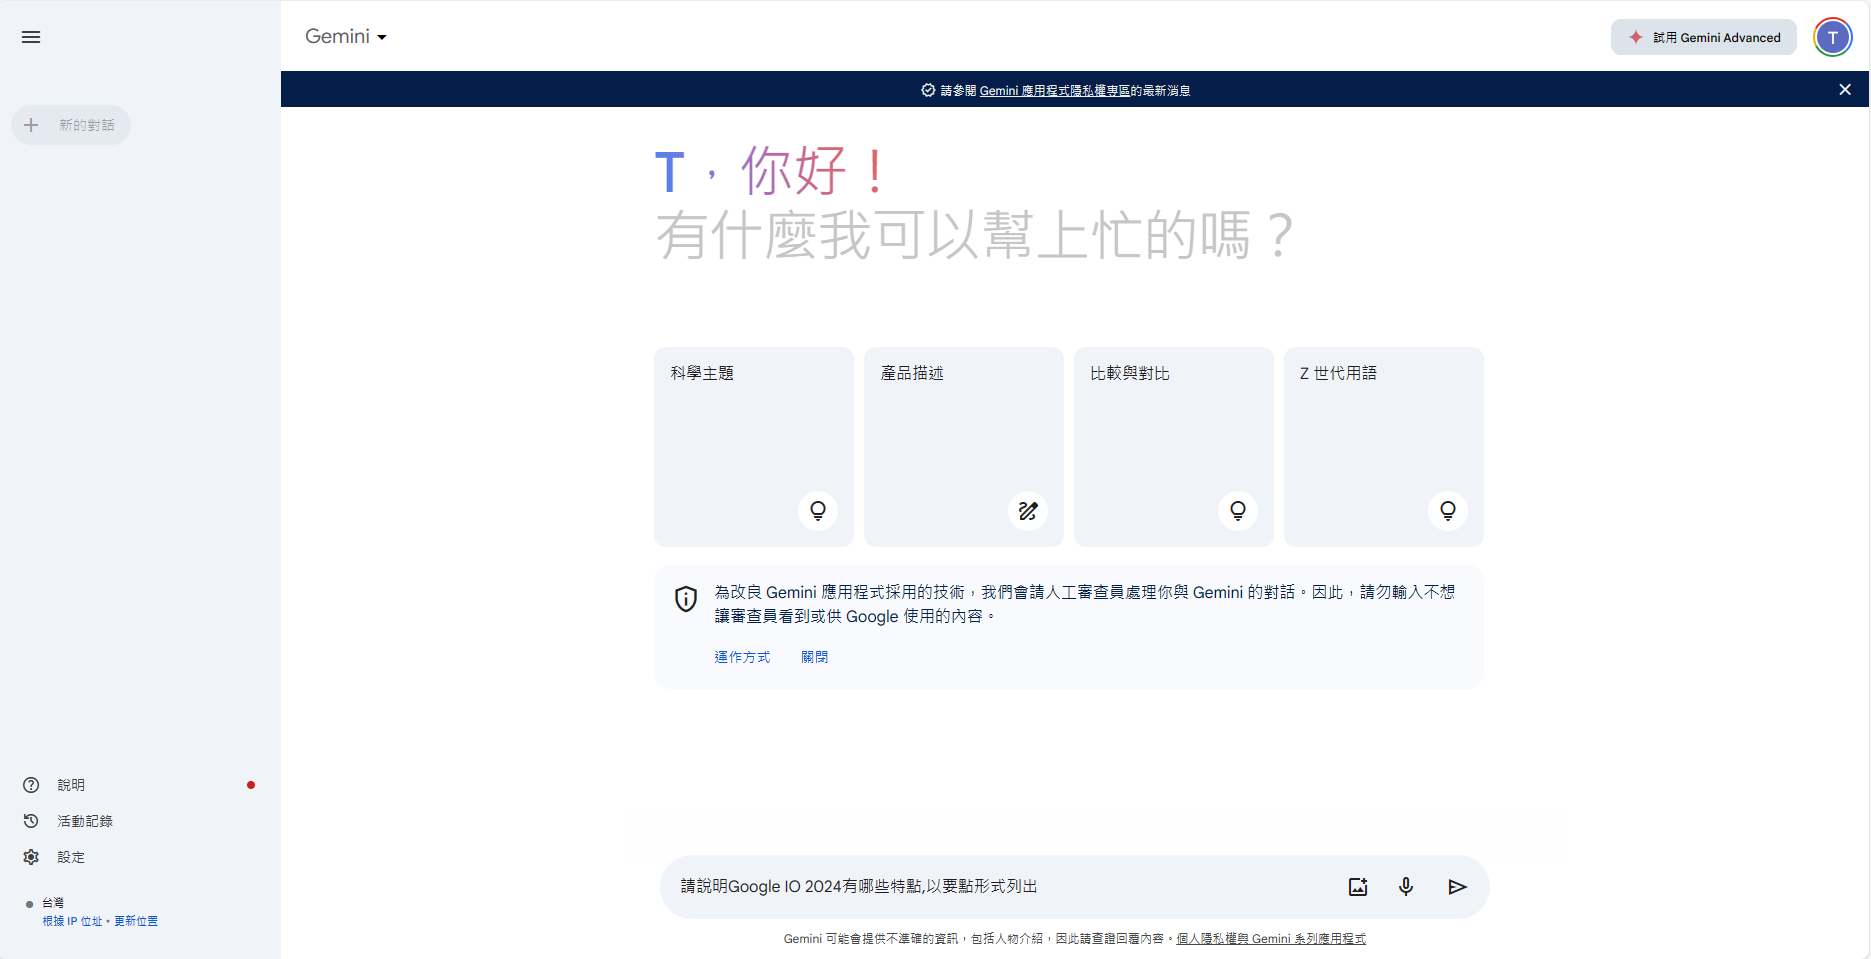 Gemini
試用 Gemini Advanced
T
請參閱 Gemini 應用程式隱私權專區的最新消息
新的對話
T，你好！
有什麼我可以幫上忙的嗎？
科學主題
產品描述
比較與對比
Z 世代用語
為改良 Gemini 應用程式採用的技術，我們會請人工審查員處理你與 Gemini 的對話。因此，請勿輸入不想
讓審查員看到或供 Google 使用的內容。
運作方式
關閉
說明
活動記錄
設定
台灣
根據 IP 位址 • 更新位置
請說明Google IO 2024有哪些特點,以要點形式列出
Gemini 可能會提供不準確的資訊，包括人物介紹，因此請查證回覆內容。個人隱私權與 Gemini 系列應用程式